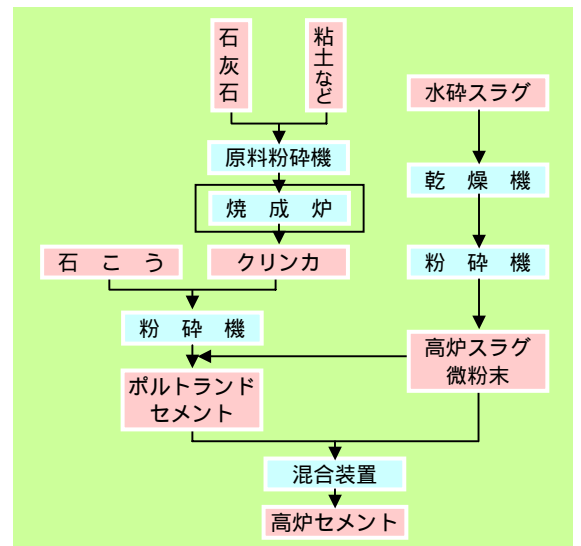 石灰石
粘土など
水砕スラグ
原料粉砕機
乾燥機
焼成炉
石こう
クリンカ
粉砕機
粉砕機
高炉スラグ
微粉末
ポルトランド
セメント
混合装置
高炉セメント